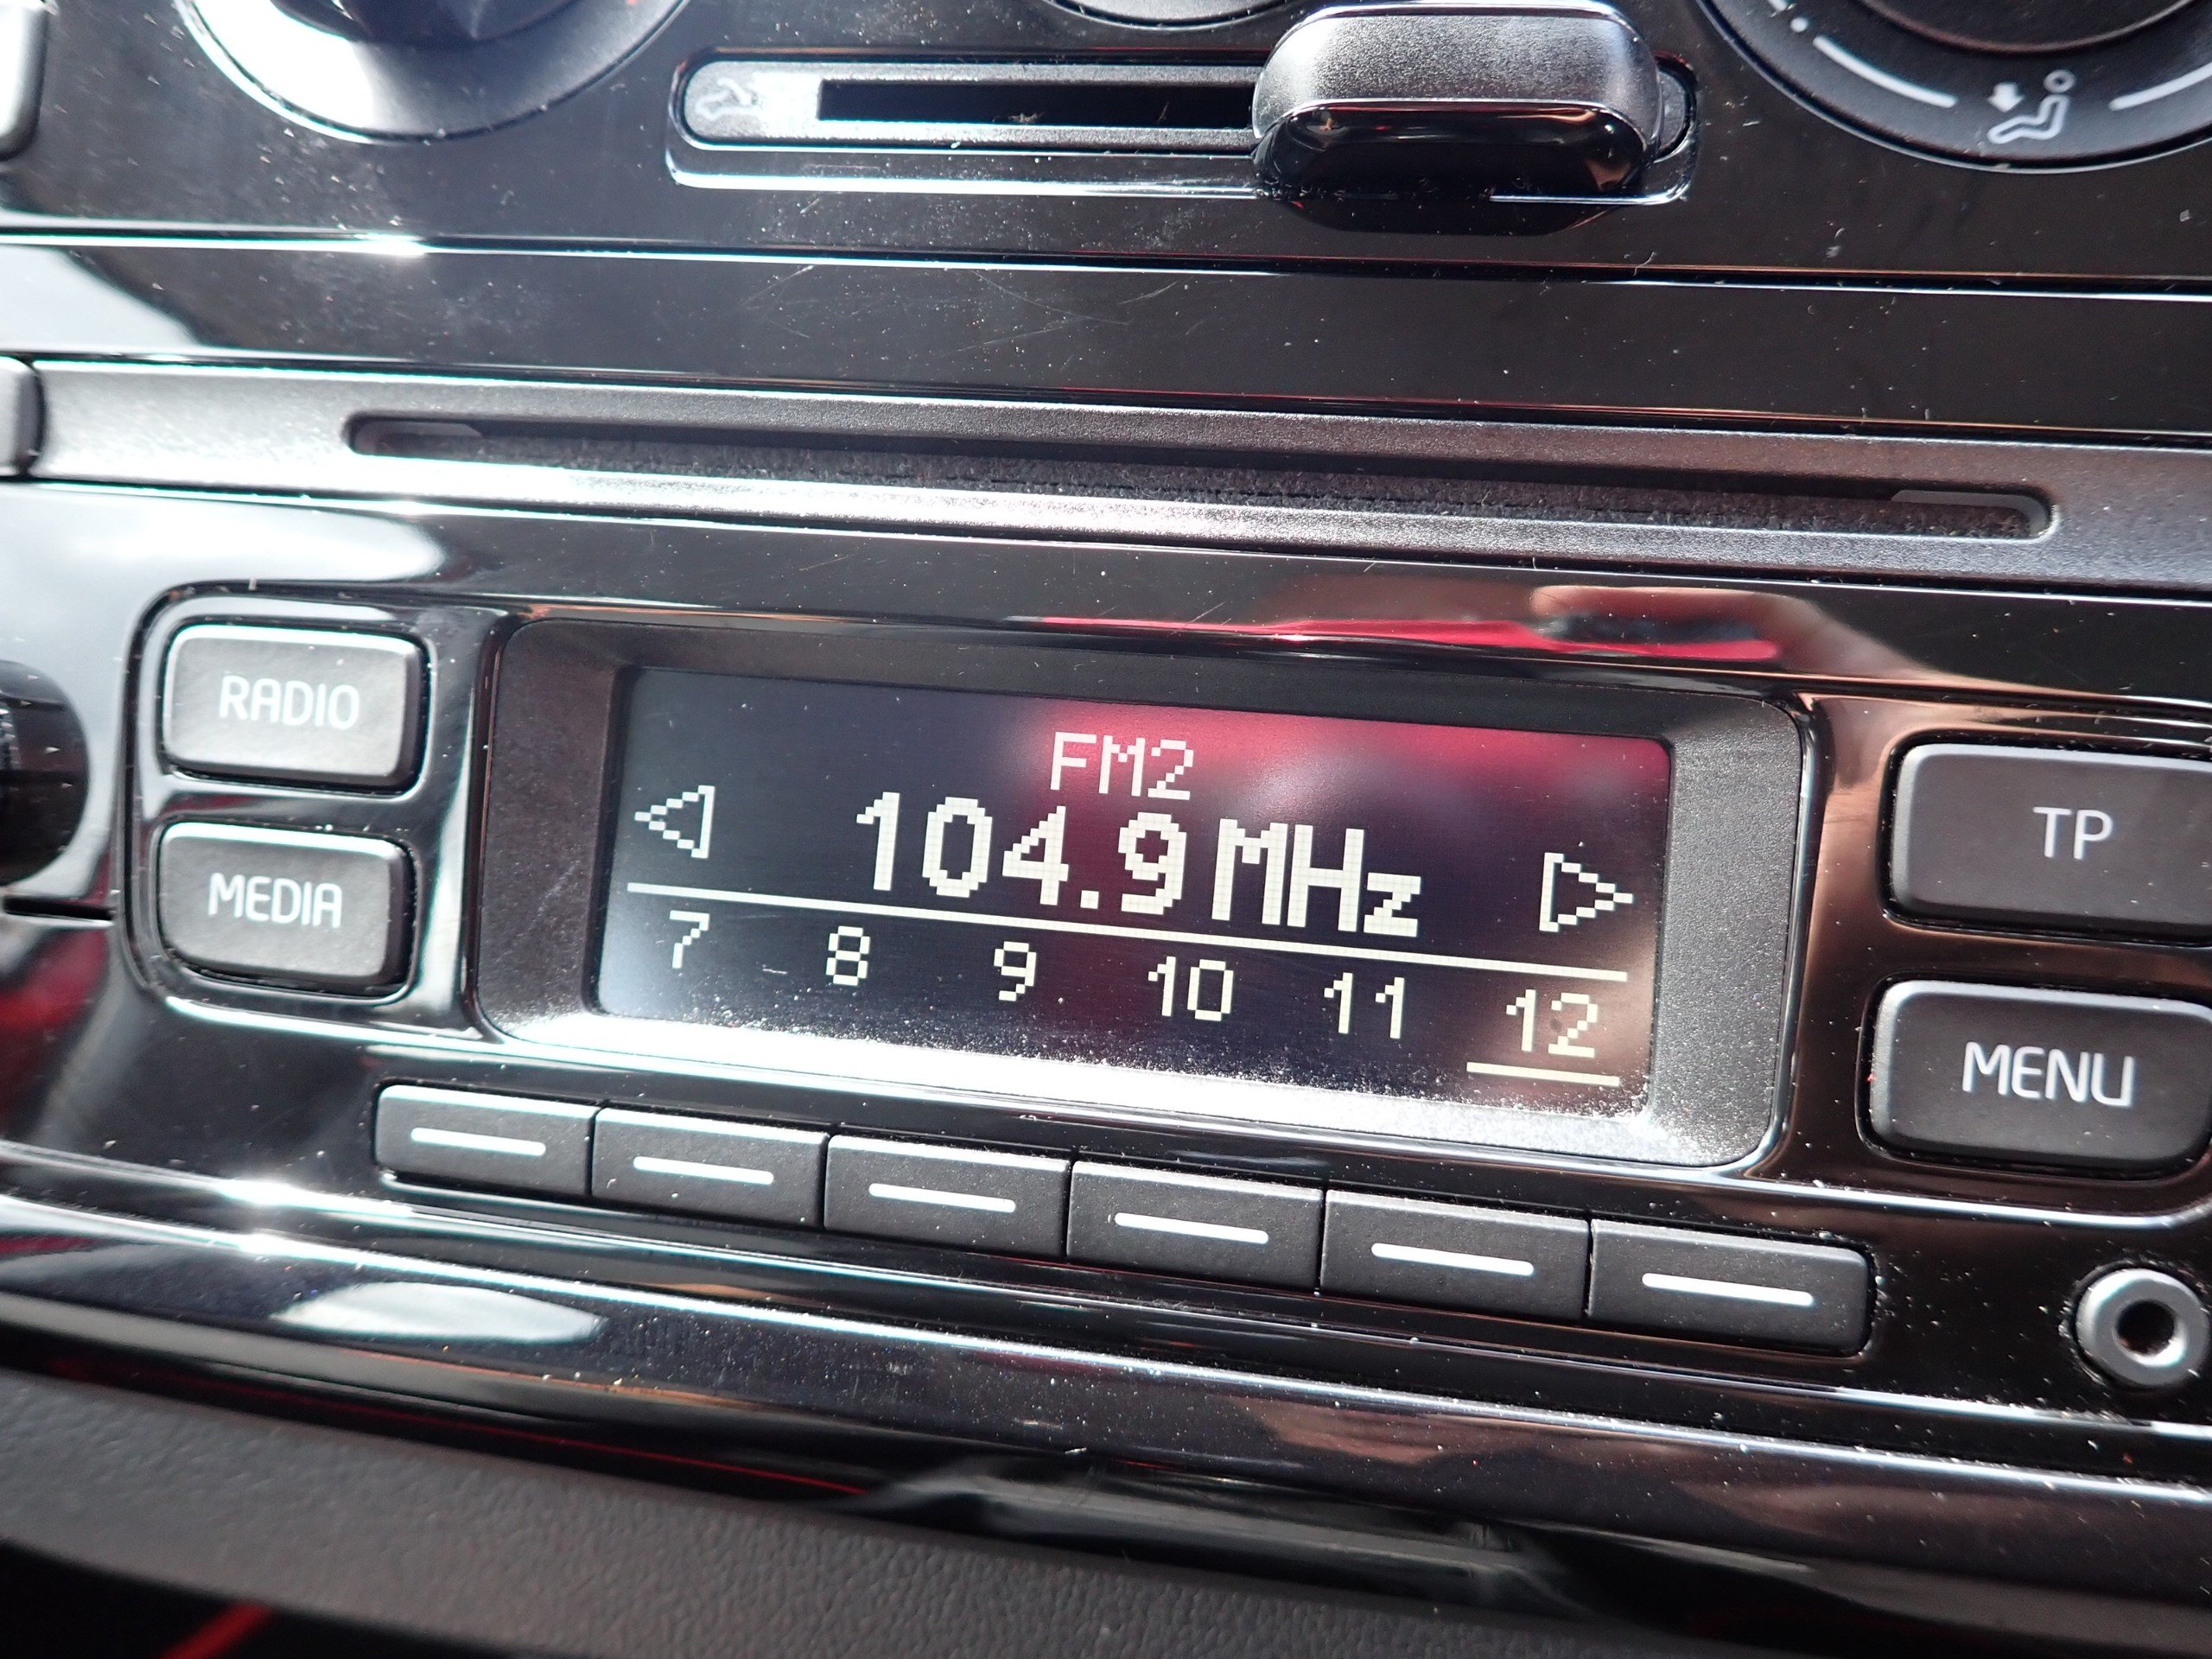 RADIO
MEDIA
FM2
104.9 MHz
7 8 9 10 11 12
TP
MENU